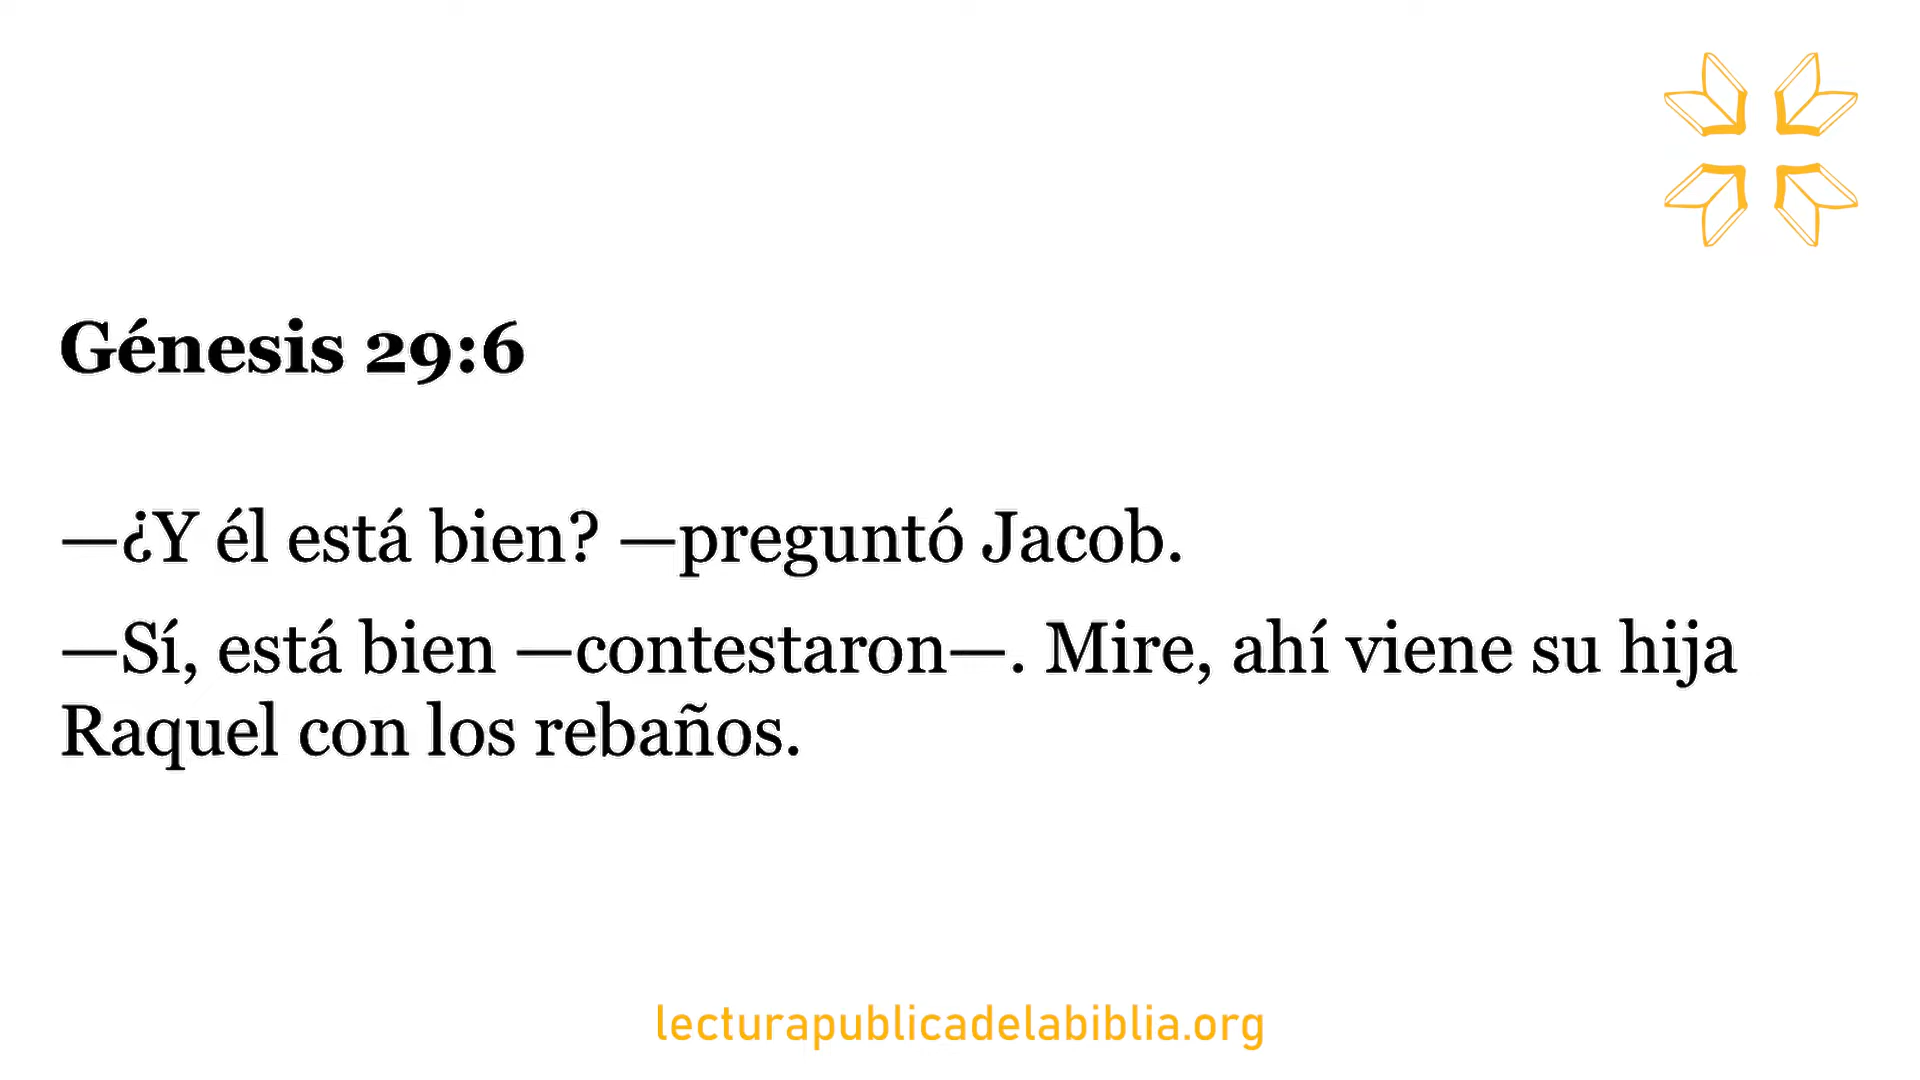 Génesis 29:6
—¿Y él está bien? —preguntó Jacob.
—Sí, está bien —contestaron—. Mire, ahí viene su hija
Raquel con los rebaños.
lecturapublicadelabiblia.org